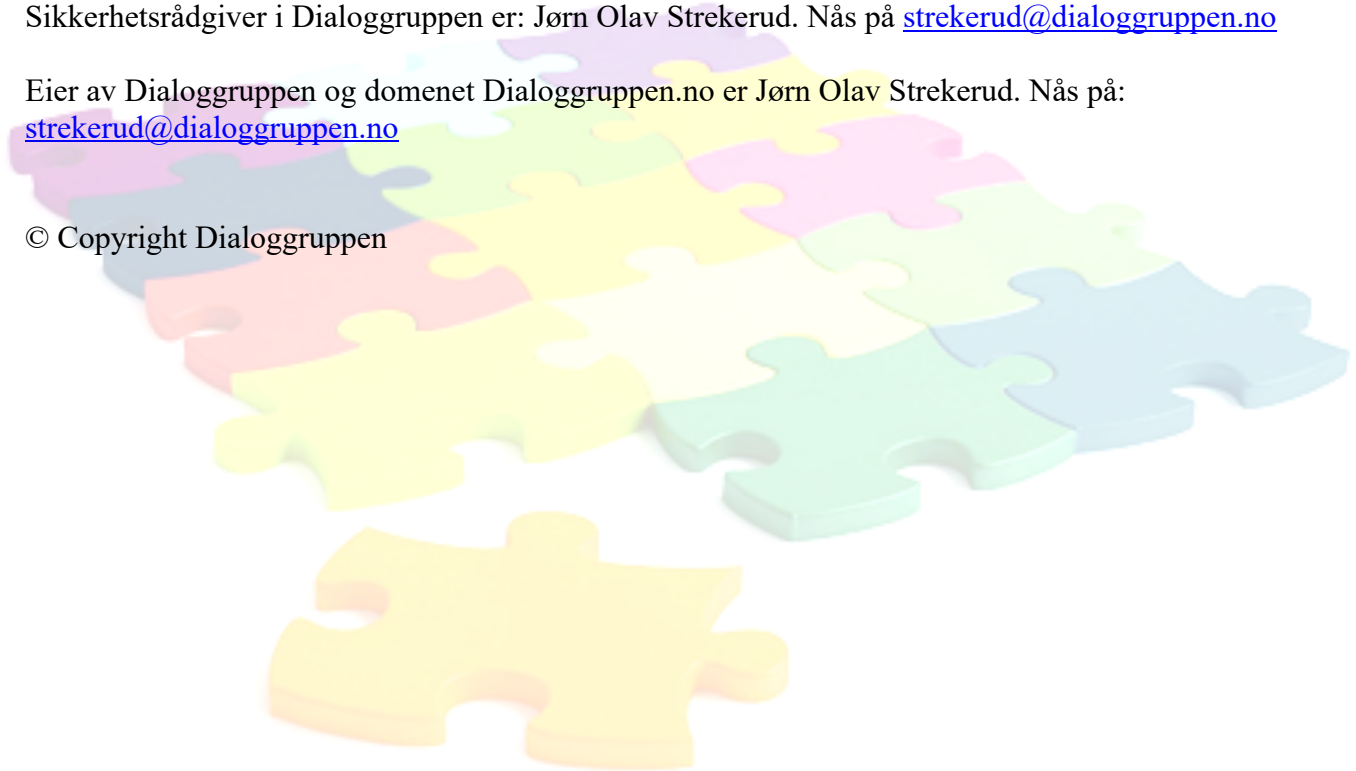 Sikkerhetsrådgiver i Dialoggruppen er: Jørn Olav Strekerud. Nås på strekerud@dialoggruppen.no
Eier av Dialoggruppen og domenet Dialoggruppen.no er Jørn Olav Strekerud. Nås på:
strekerud@dialoggruppen.no
© Copyright Dialoggruppen